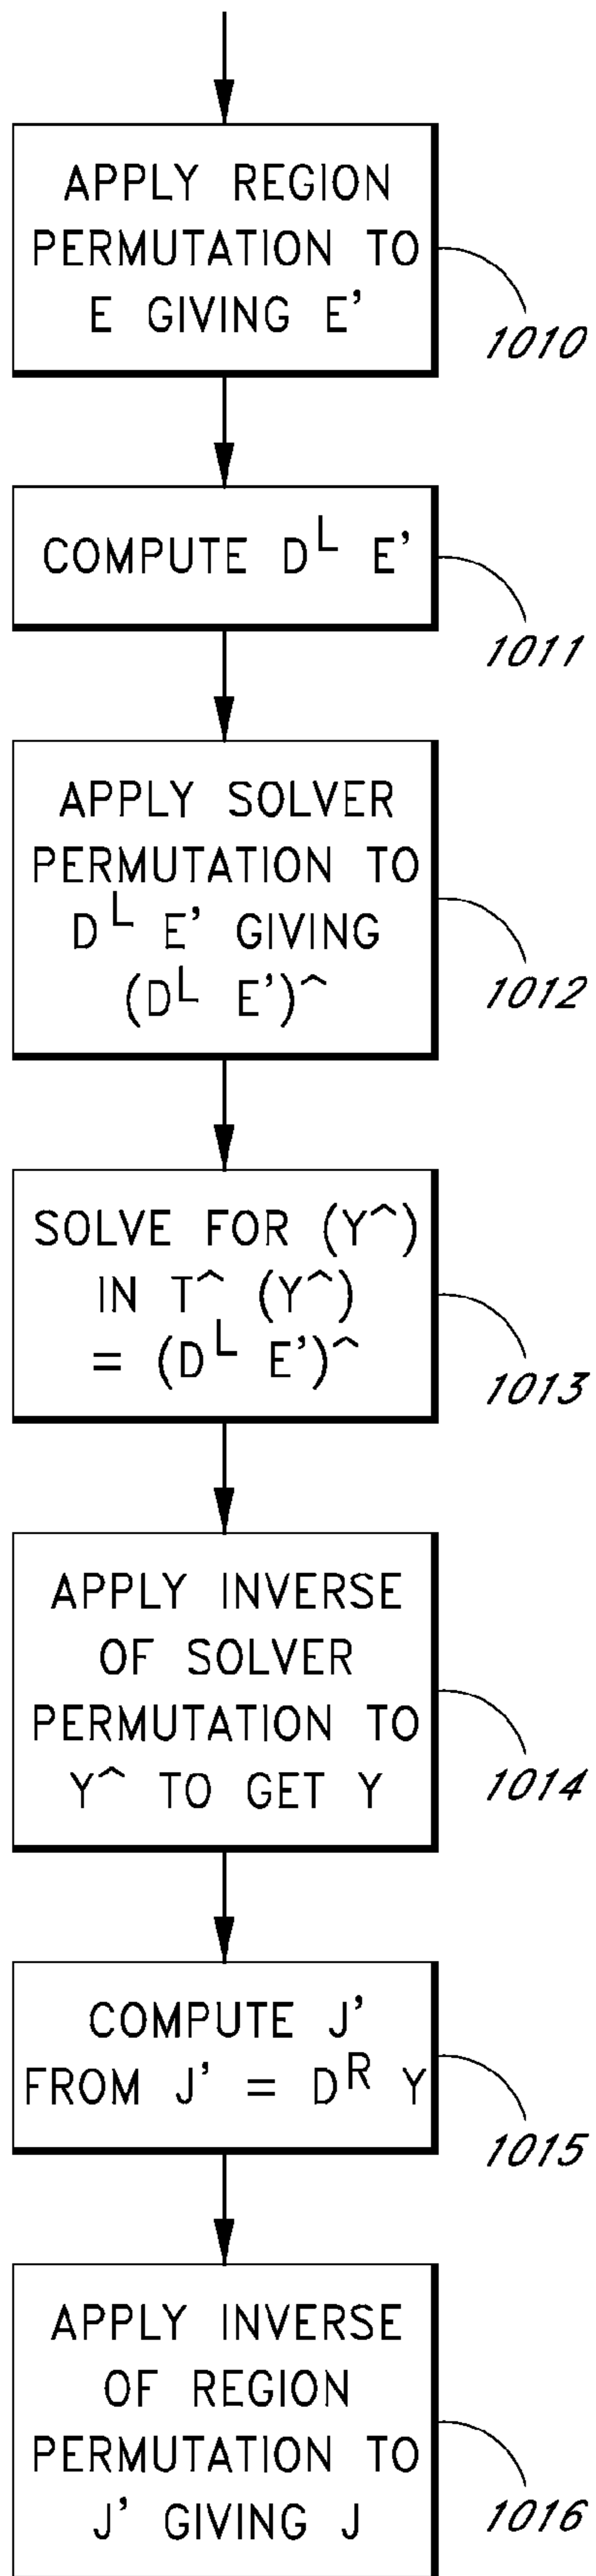 APPLY REGION
PERMUTATION TO
E GIVING E'
1010
COMPUTE D^L E'
1011
APPLY SOLVER
PERMUTATION TO
D^L E' GIVING
(D^L E')^
1012
SOLVE FOR (Y^)
IN T^ (Y^)
= (D^L E')^
1013
APPLY INVERSE
OF SOLVER
PERMUTATION TO
Y^ TO GET Y
1014
COMPUTE J'
FROM J' = D^R Y
1015
APPLY INVERSE
OF REGION
PERMUTATION TO
J' GIVING J
1016